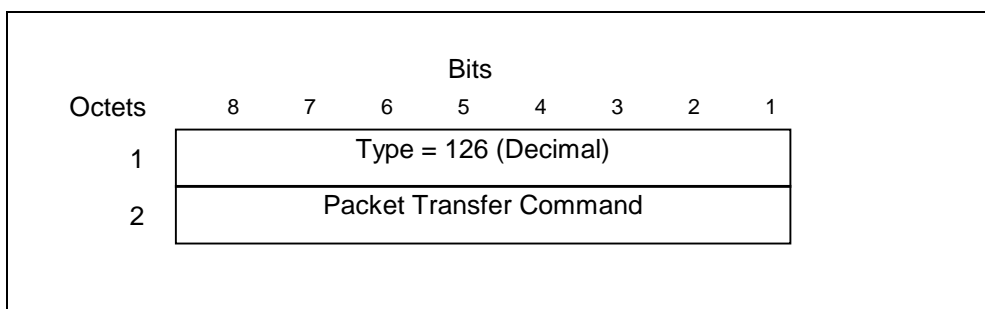 Bits
Octets 8 7 6 5 4 3 2 1
1 Type = 126 (Decimal)
2 Packet Transfer Command